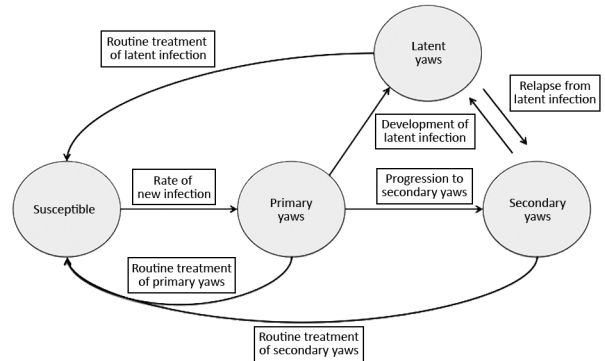 Routine treatment
of latent infection
Latent
yaws
Relapse from
latent infection
Development of
latent infection
Rate of
new infection
Progression to
secondary yaws
Susceptible
Primary
yaws
Secondary
yaws
Routine treatment
of primary yaws
Routine treatment
of secondary yaws